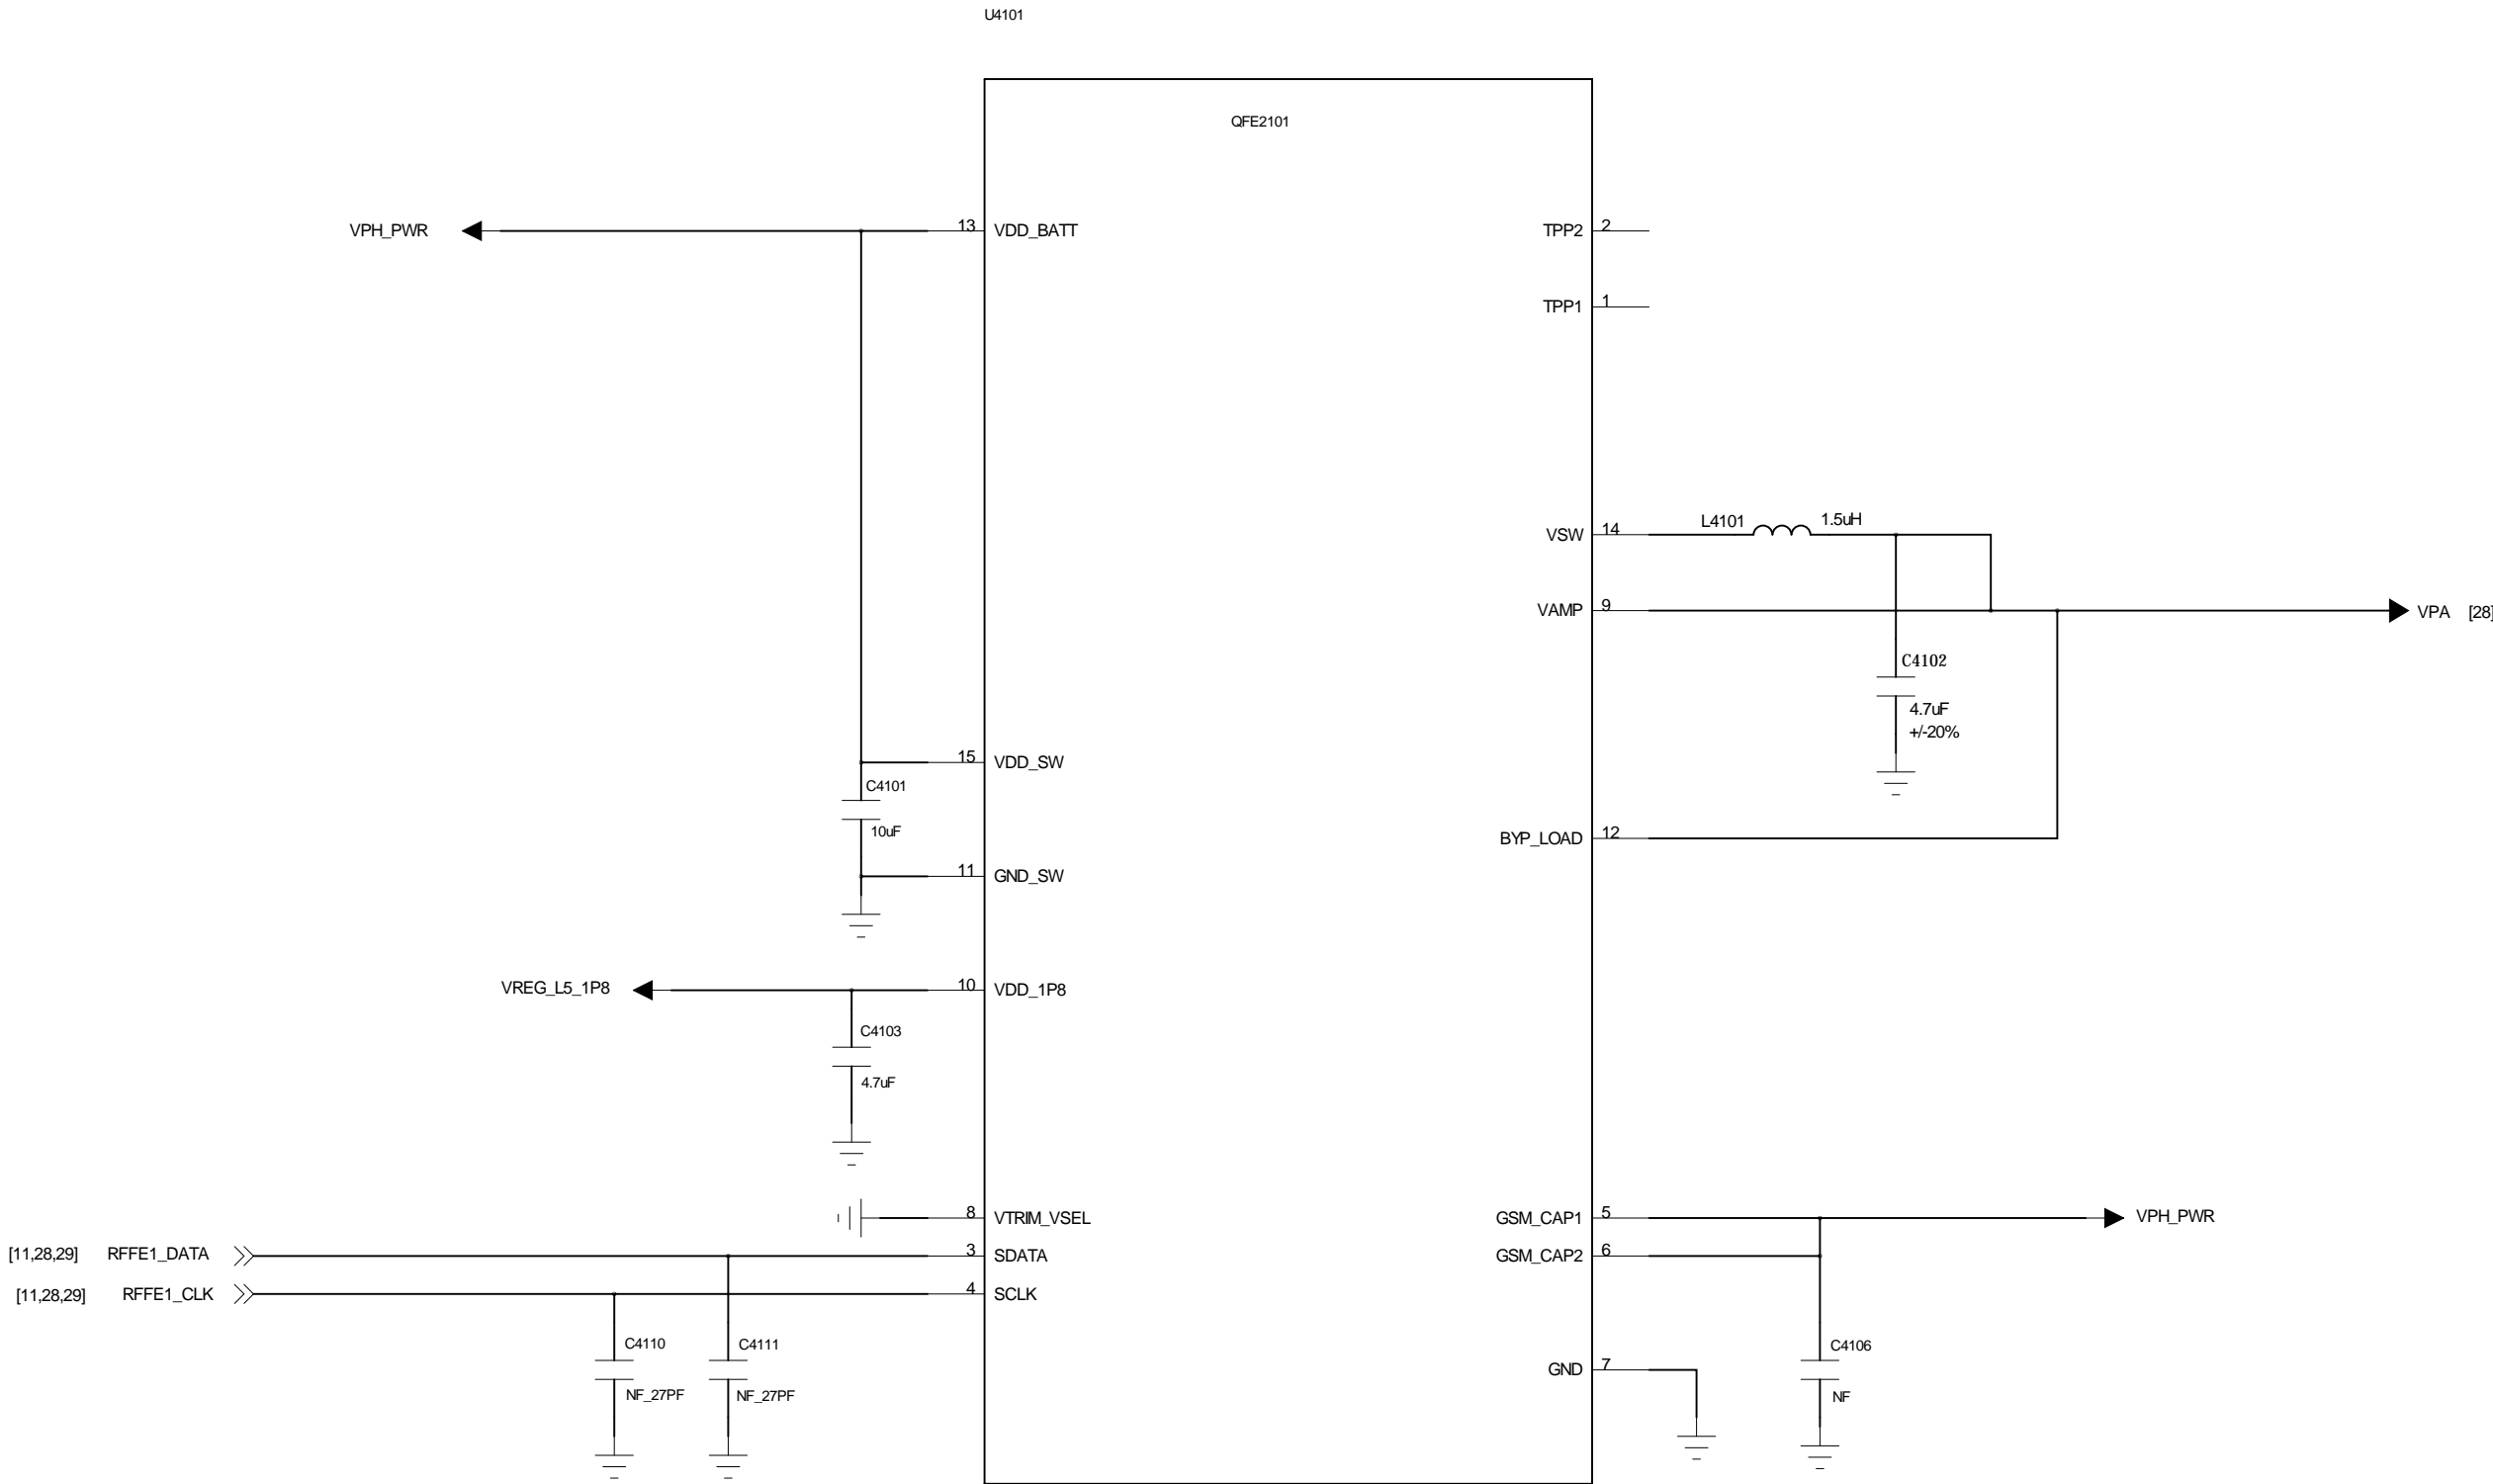 U4101
QFE2101
VPH_PWR 13 VDD_BATT TPP2 2
TPP1 1
VSW 14 L4101 1.5uH
VAMP 9 VPA [28]
C4102
4.7uF
+/-20%
15 VDD_SW
C4101
10uF
BYP_LOAD 12
11 GND_SW
VREG_L5_1P8 10 VDD_1P8
C4103
4.7uF
8 VTRIM_VSEL GSM_CAP1 5 VPH_PWR
[11,28,29] RFFE1_DATA 3 SDATA GSM_CAP2 6
[11,28,29] RFFE1_CLK 4 SCLK
C4110 C4111 C4106
GND 7
NF_27PF NF_27PF NF